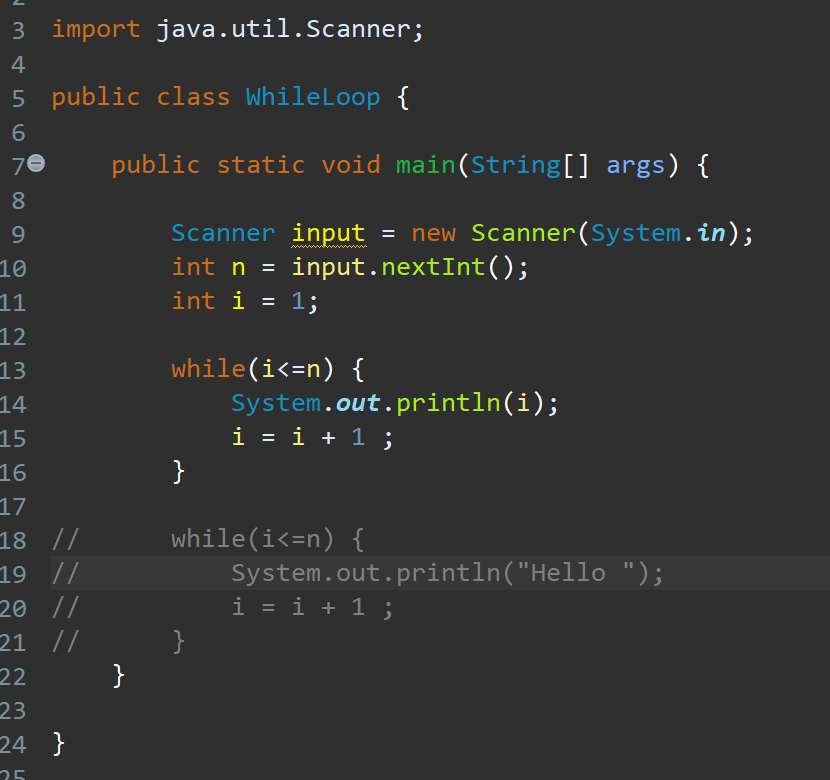 3 import java.util.Scanner;
4
5 public class WhileLoop {
6
7 public static void main(String[] args) {
8
9 Scanner input = new Scanner(System.in);
10 int n = input.nextInt();
11 int i = 1;
12
13 while(i<=n) {
14 System.out.println(i);
15 i = i + 1 ;
16 }
17
18 // while(i<=n) {
19 // System.out.println("Hello ");
20 // i = i + 1 ;
21 // }
22 }
23
24 }
25